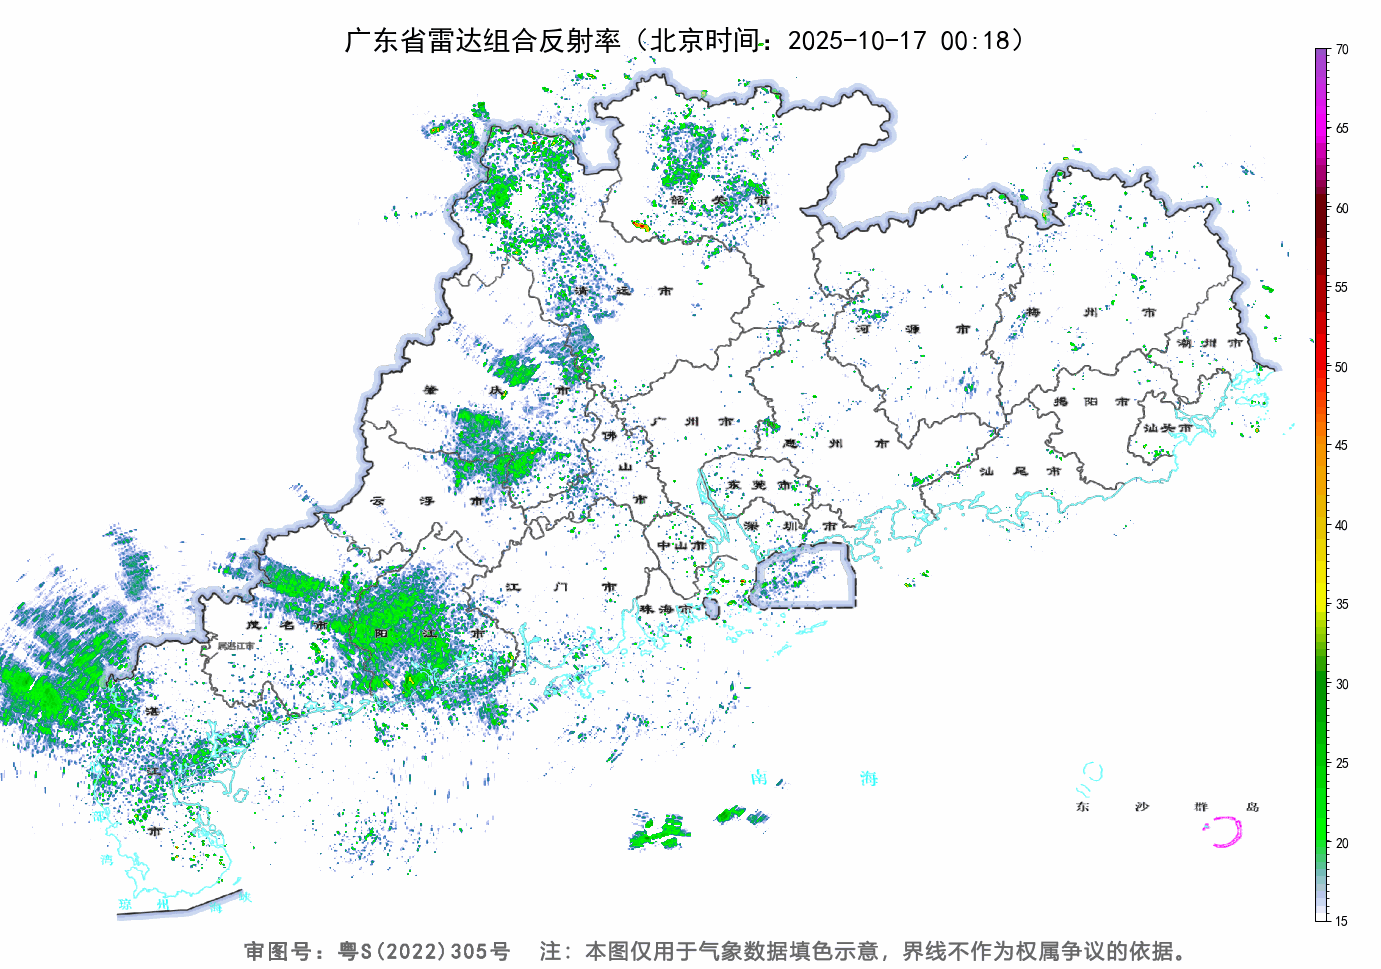 广东省雷达组合反射率（北京时间：2025-10-17 00:18）
70
65
60
55
50
45
40
35
30
25
20
15
韶关市
清远市
河源市
梅州市
潮州市
肇庆市
揭阳市
汕头市
广州市
佛山市
惠州市
汕尾市
云浮市
东莞市
深圳市
中山市
江门市
珠海市
茂名市
阳江市
属湛江市
湛江市
南海
东沙群岛
湾
琼州海峡
审图号：粤S(2022)305号 注：本图仅用于气象数据填色示意，界线不作为权属争议的依据。